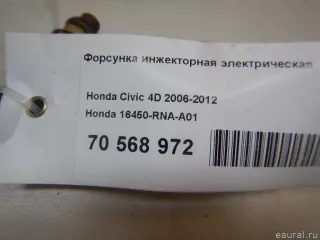 Форсунка инжекторная электрическая
Honda Civic 4D 2006-2012
Honda 16450-RNA-A01
70 568 972
eaural.ru